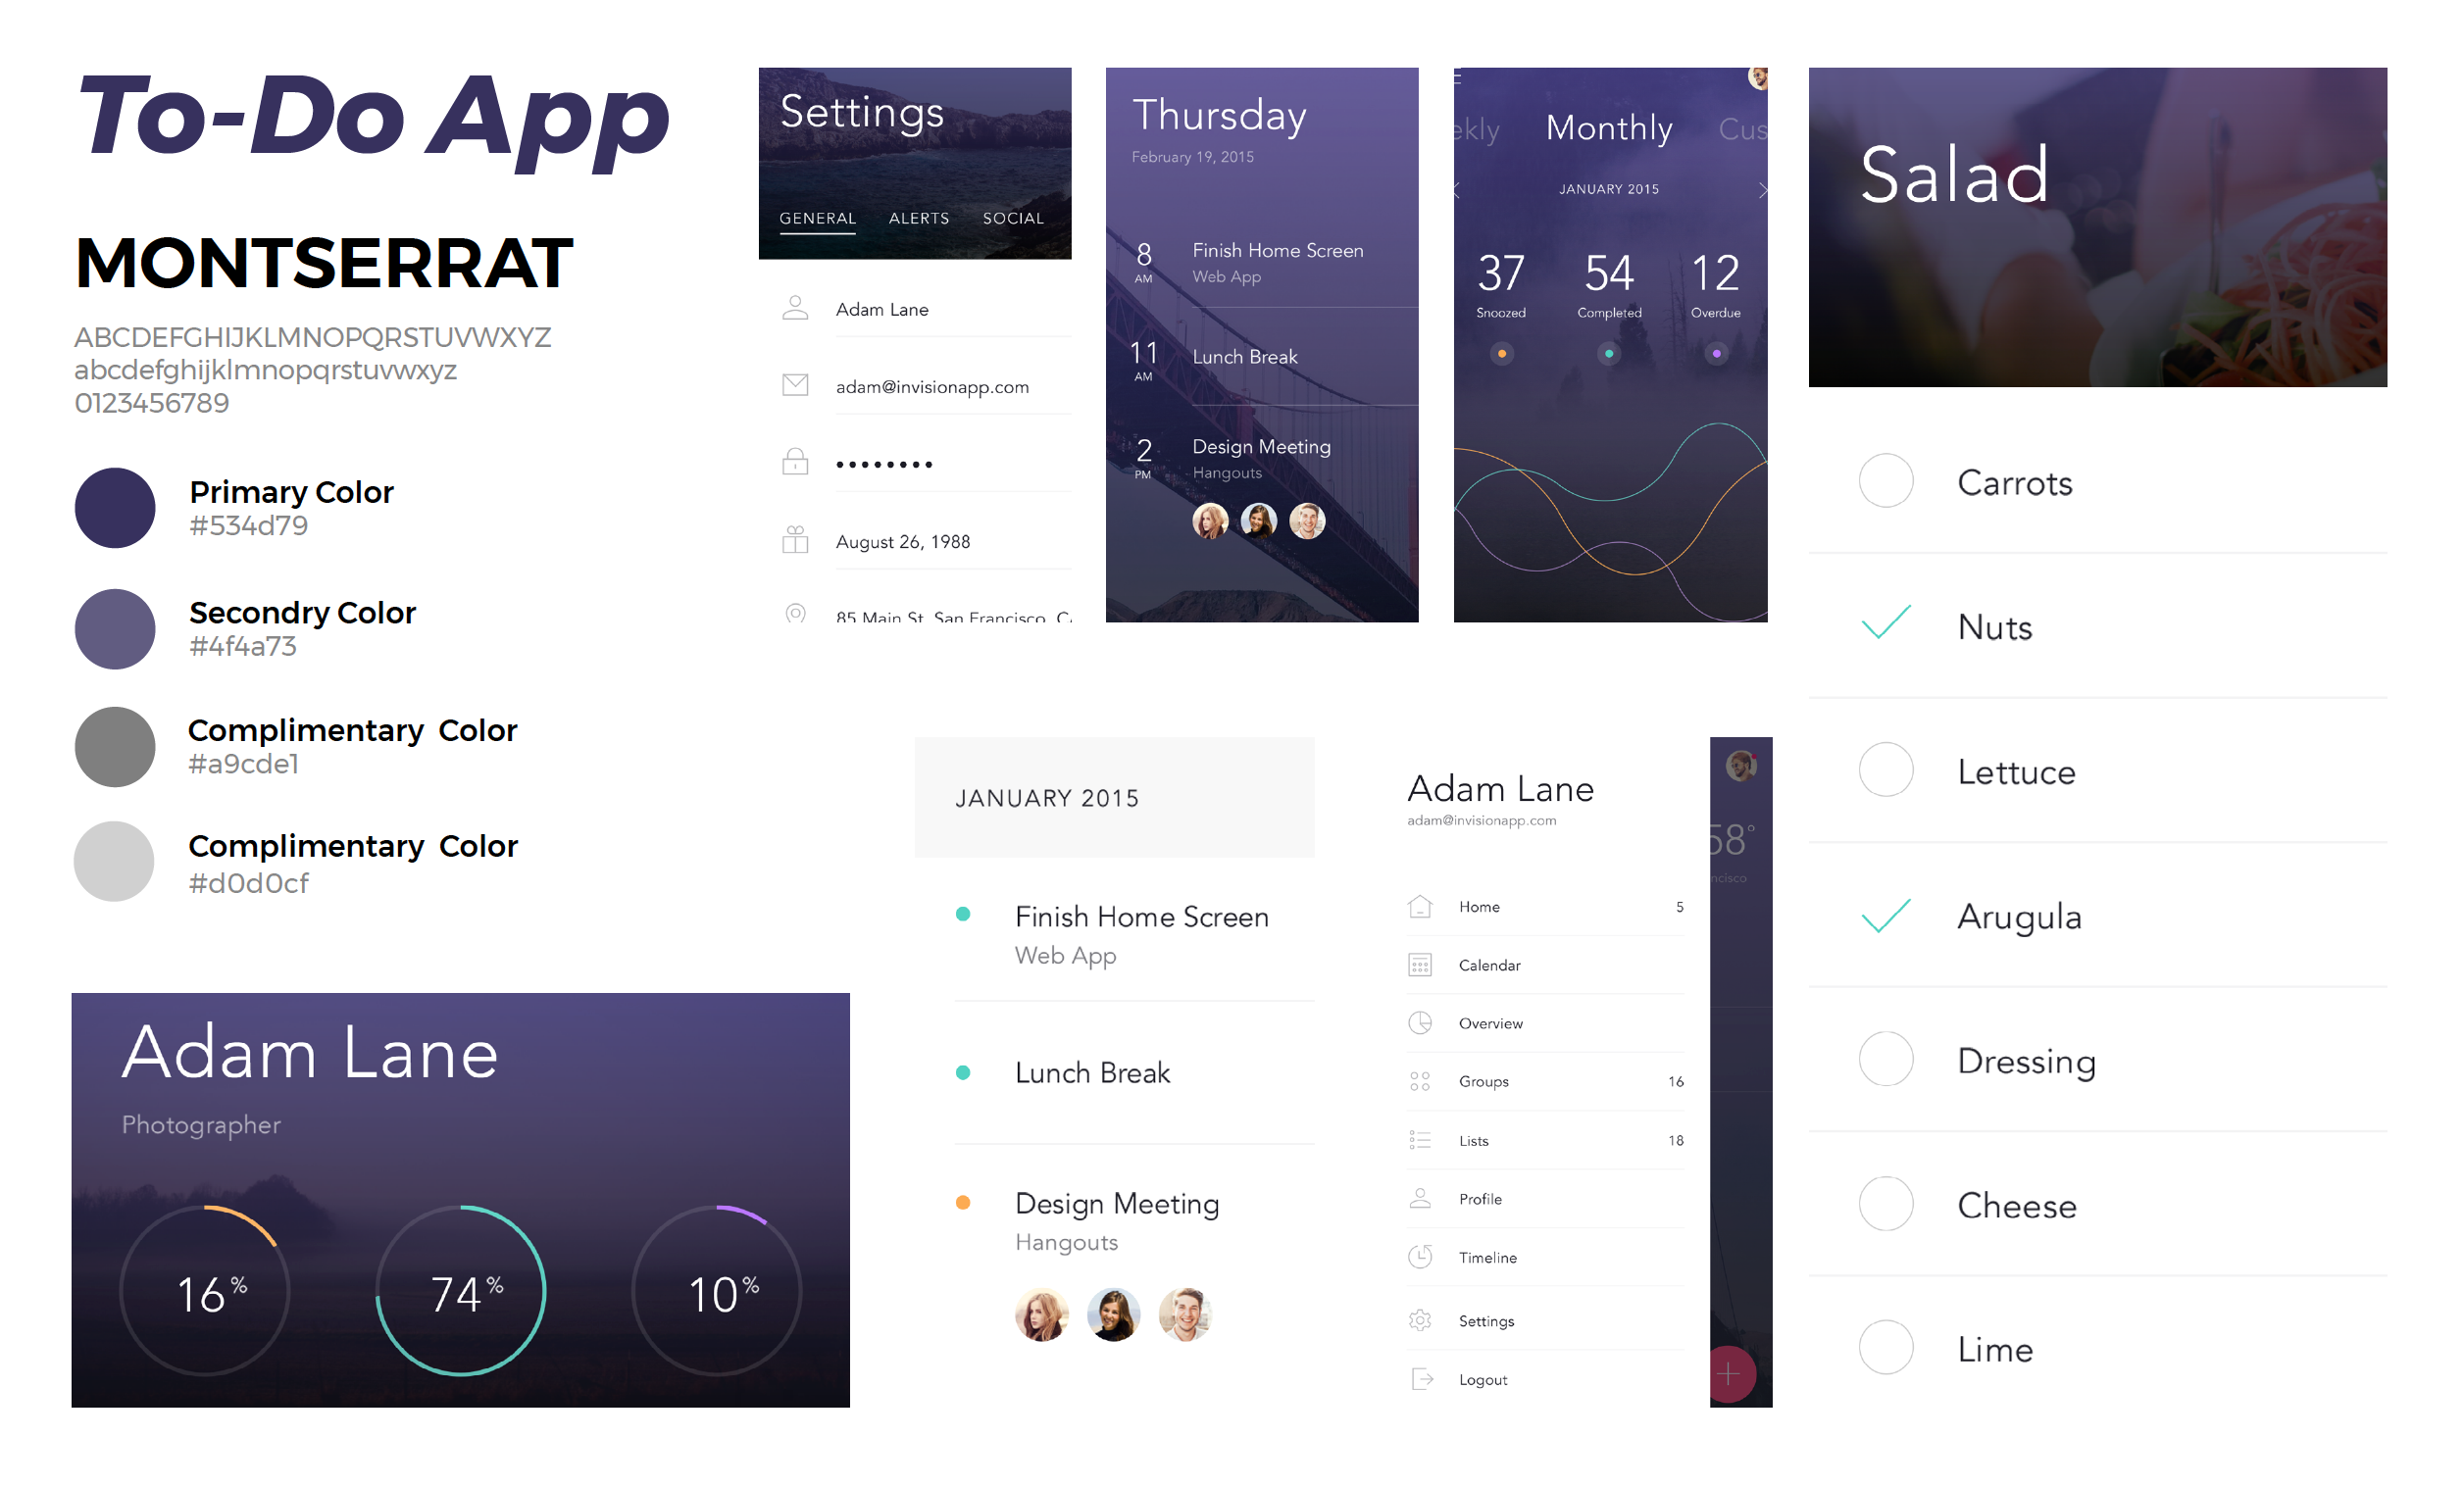 To-Do App
MONTSERRAT
ABCDEFGHIJKLMNOPQRSTUVWXYZ
abcdefghijklmnopqrstuvwxyz
0123456789
Primary Color
#534d79
Secondry Color
#4f4a73
Complimentary Color
#a9cde1
Complimentary Color
#d0d0cf
Settings
GENERAL ALERTS SOCIAL
Adam Lane
adam@invisionapp.com
August 26, 1988
85 Main St, San Francisco, C
Thursday
February 19, 2015
8 AM
Finish Home Screen
Web App
11 AM
Lunch Break
2 PM
Design Meeting
Hangouts
ekly Monthly Cus
JANUARY 2015
37 54 12
Snoozed Completed Overdue
Salad
Carrots
Nuts
Lettuce
Arugula
Dressing
Cheese
Lime
Adam Lane
Photographer
16% 74% 10%
JANUARY 2015
Finish Home Screen
Web App
Lunch Break
Design Meeting
Hangouts
Adam Lane
adam@invisionapp.com
Home 5
Calendar
Overview
Groups 16
Lists 18
Profile
Timeline
Settings
Logout
58°
ncisco